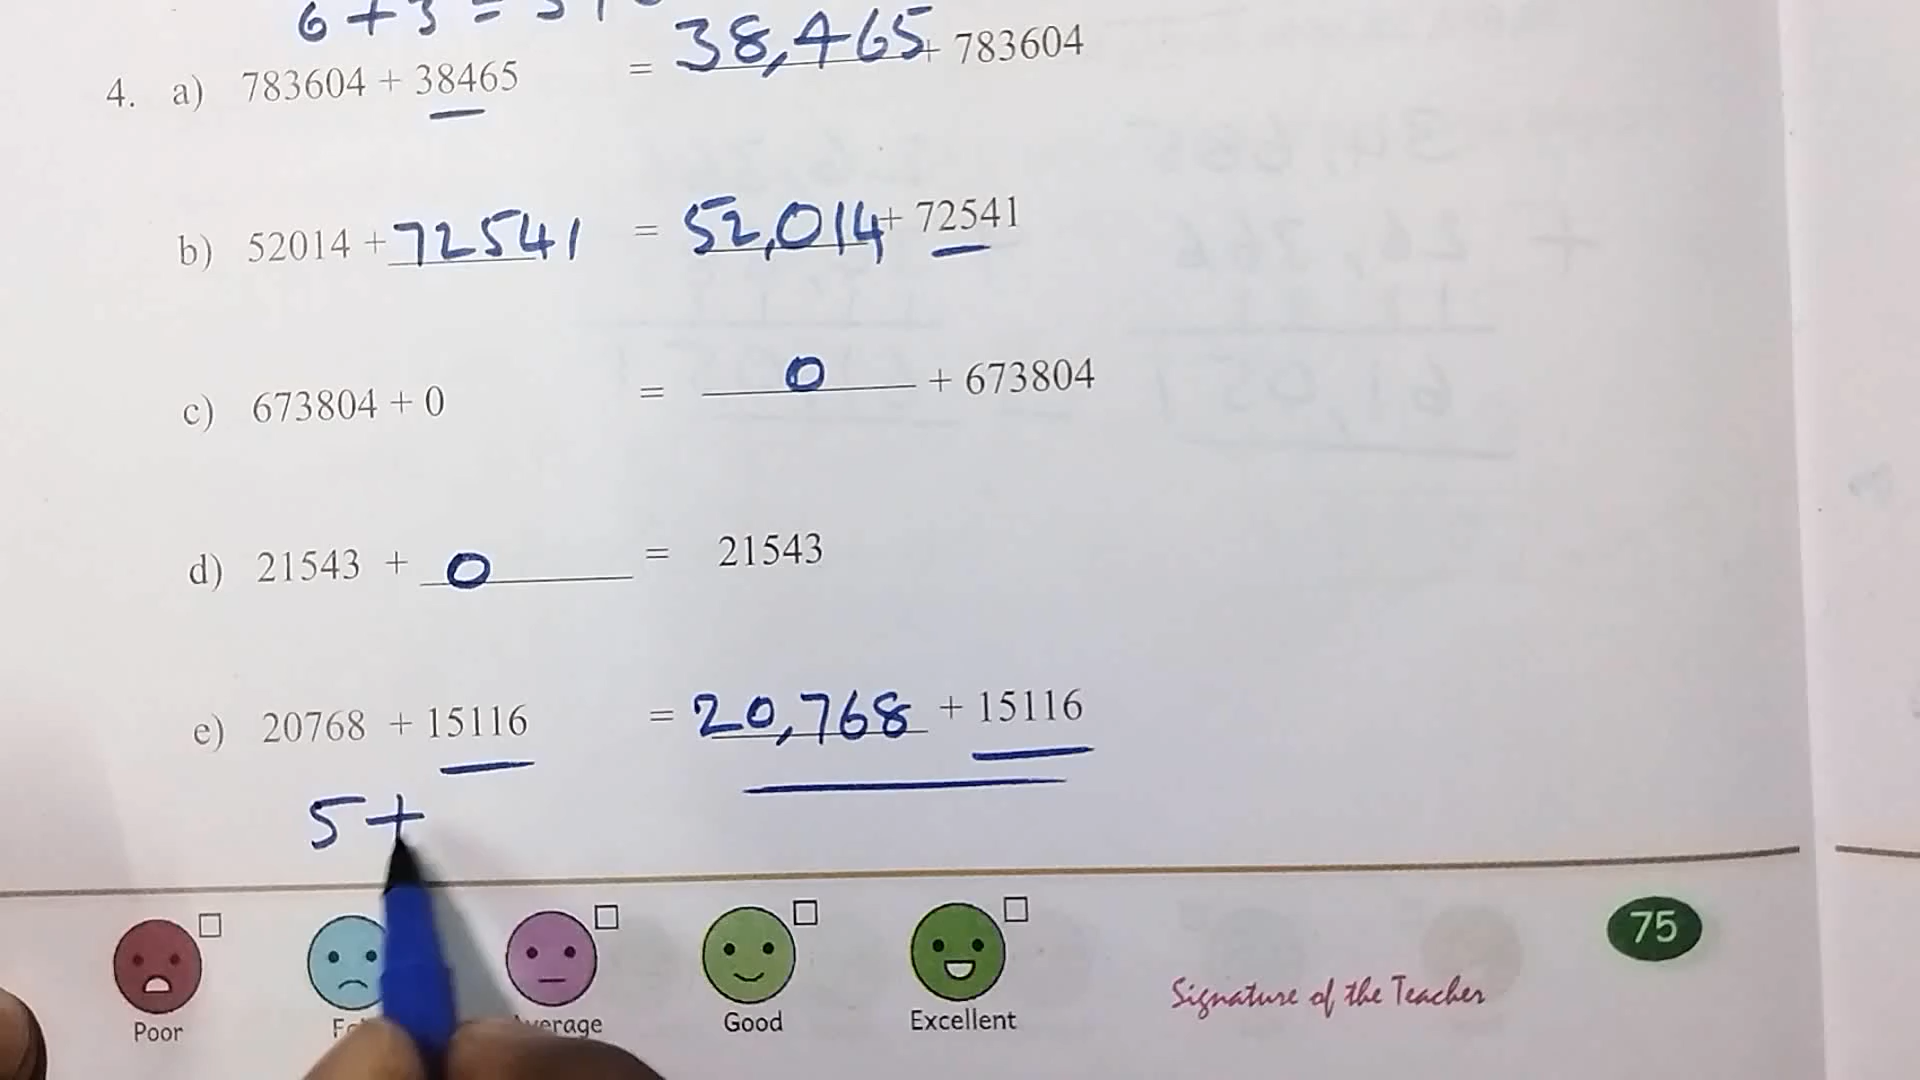 6 + 3 =
4. a) 783604 + 38465 = 38,465 + 783604
b) 52014 + 72541 = 52,014 + 72541
c) 673804 + 0 = 0 + 673804
d) 21543 + 0 = 21543
e) 20768 + 15116 = 20,768 + 15116
5 +
75
Poor Average Good Excellent
Signature of the Teacher